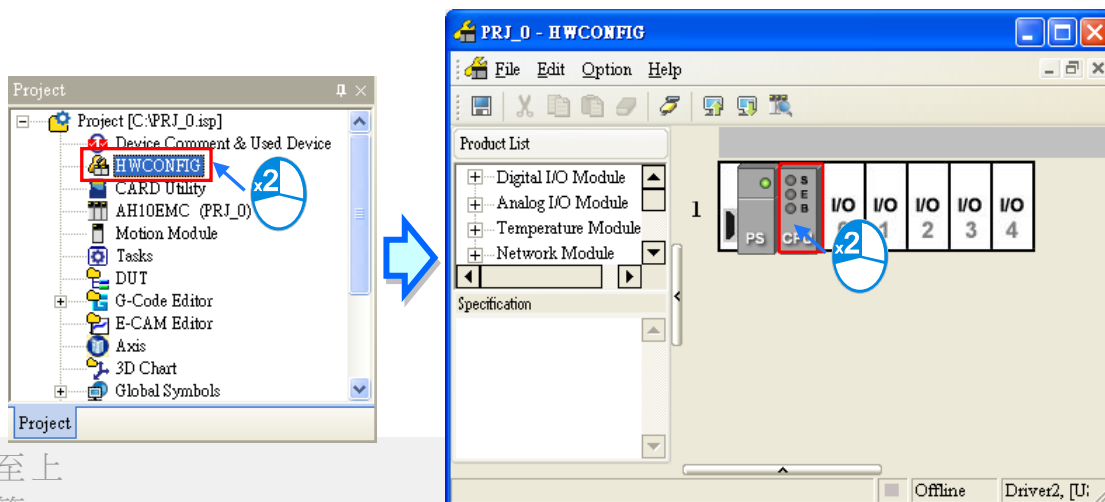 Project
Project [C:\PRJ_0.isp]
Device Comment & Used Device
HWCONFIG
CARD Utility
AH10EMC (PRJ_0)
Motion Module
Tasks
DUT
G-Code Editor
E-CAM Editor
Axis
3D Chart
Global Symbols
Project
x2
至上
PRJ_0 - HWCONFIG
File Edit Option Help
Product List
Digital I/O Module
Analog I/O Module
Temperature Module
Network Module
Specification
1
PS
S
E
B
CPU
I/O
I/O 1
I/O 2
I/O 3
I/O 4
x2
Offline
Driver2, [U: